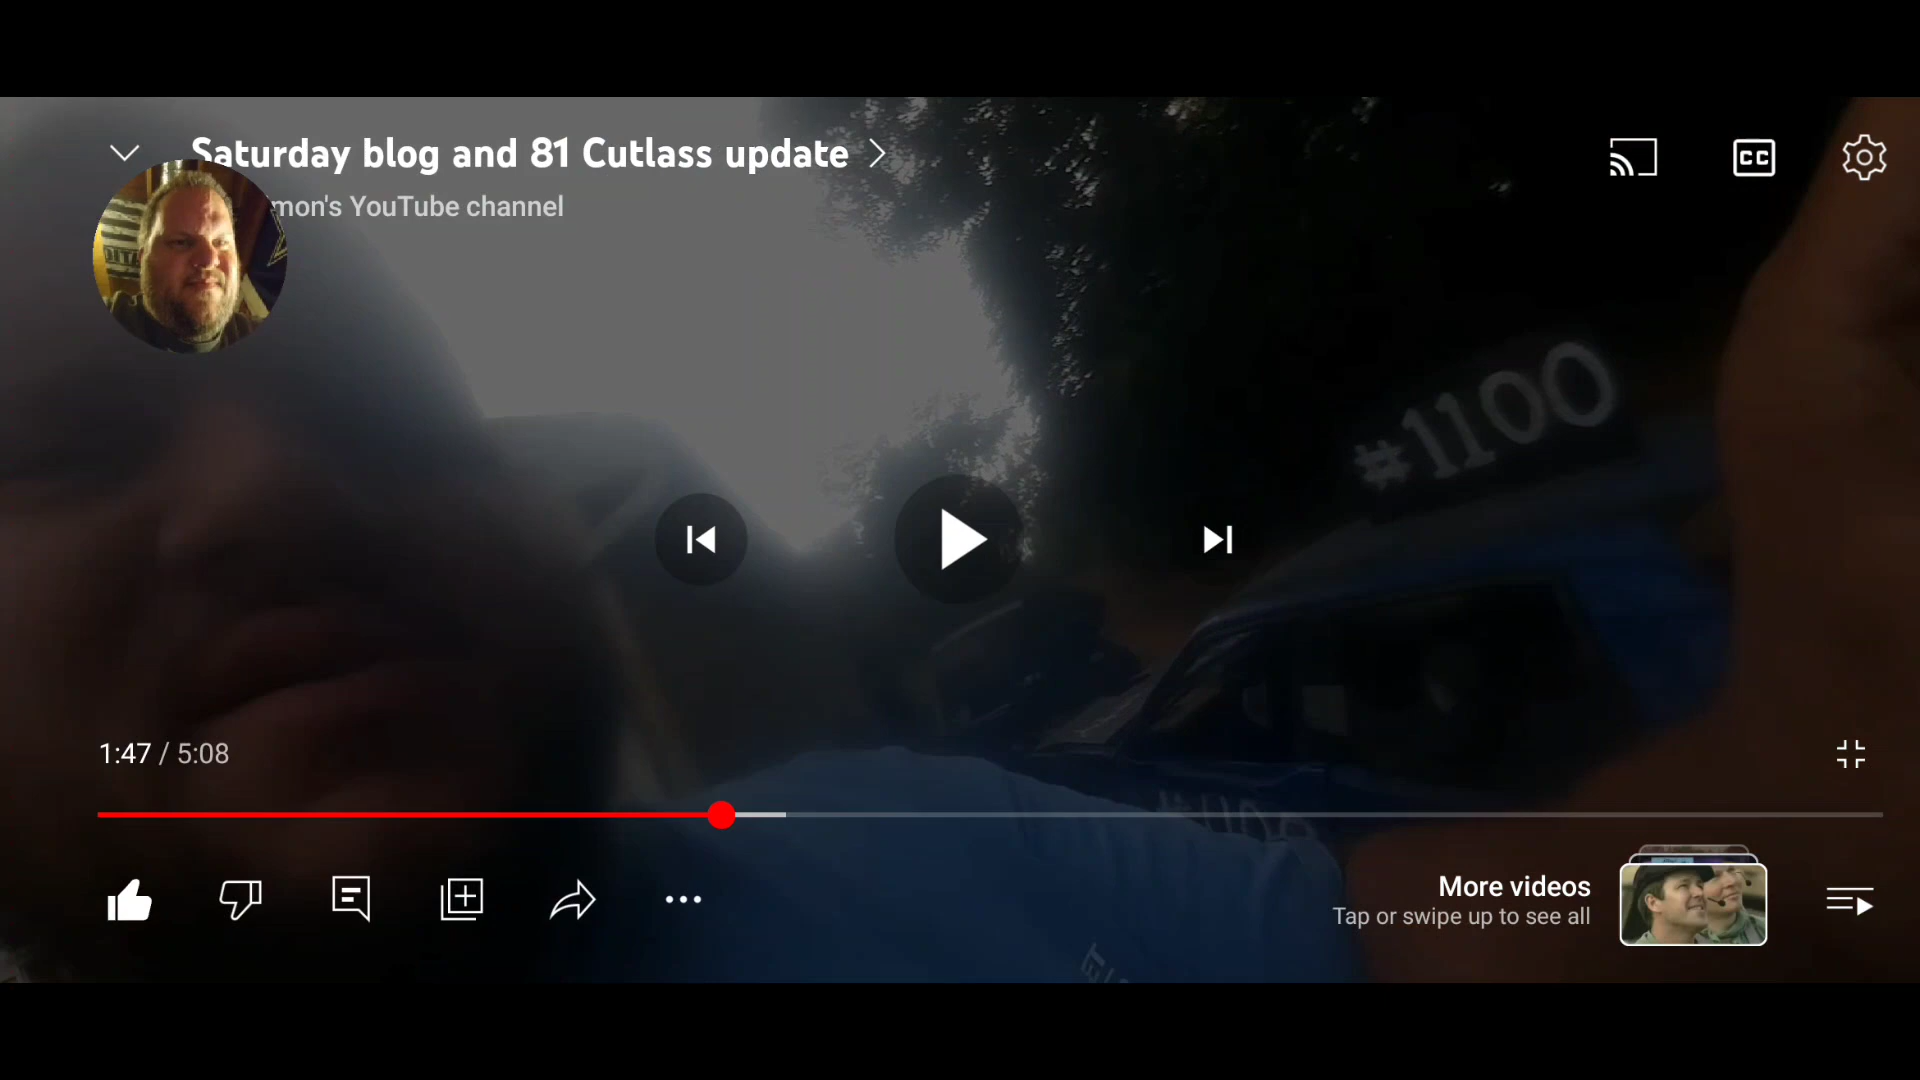 Saturday blog and 81 Cutlass update
mon's YouTube channel
CC
#1100
1:47 / 5:08
More videos
Tap or swipe up to see all